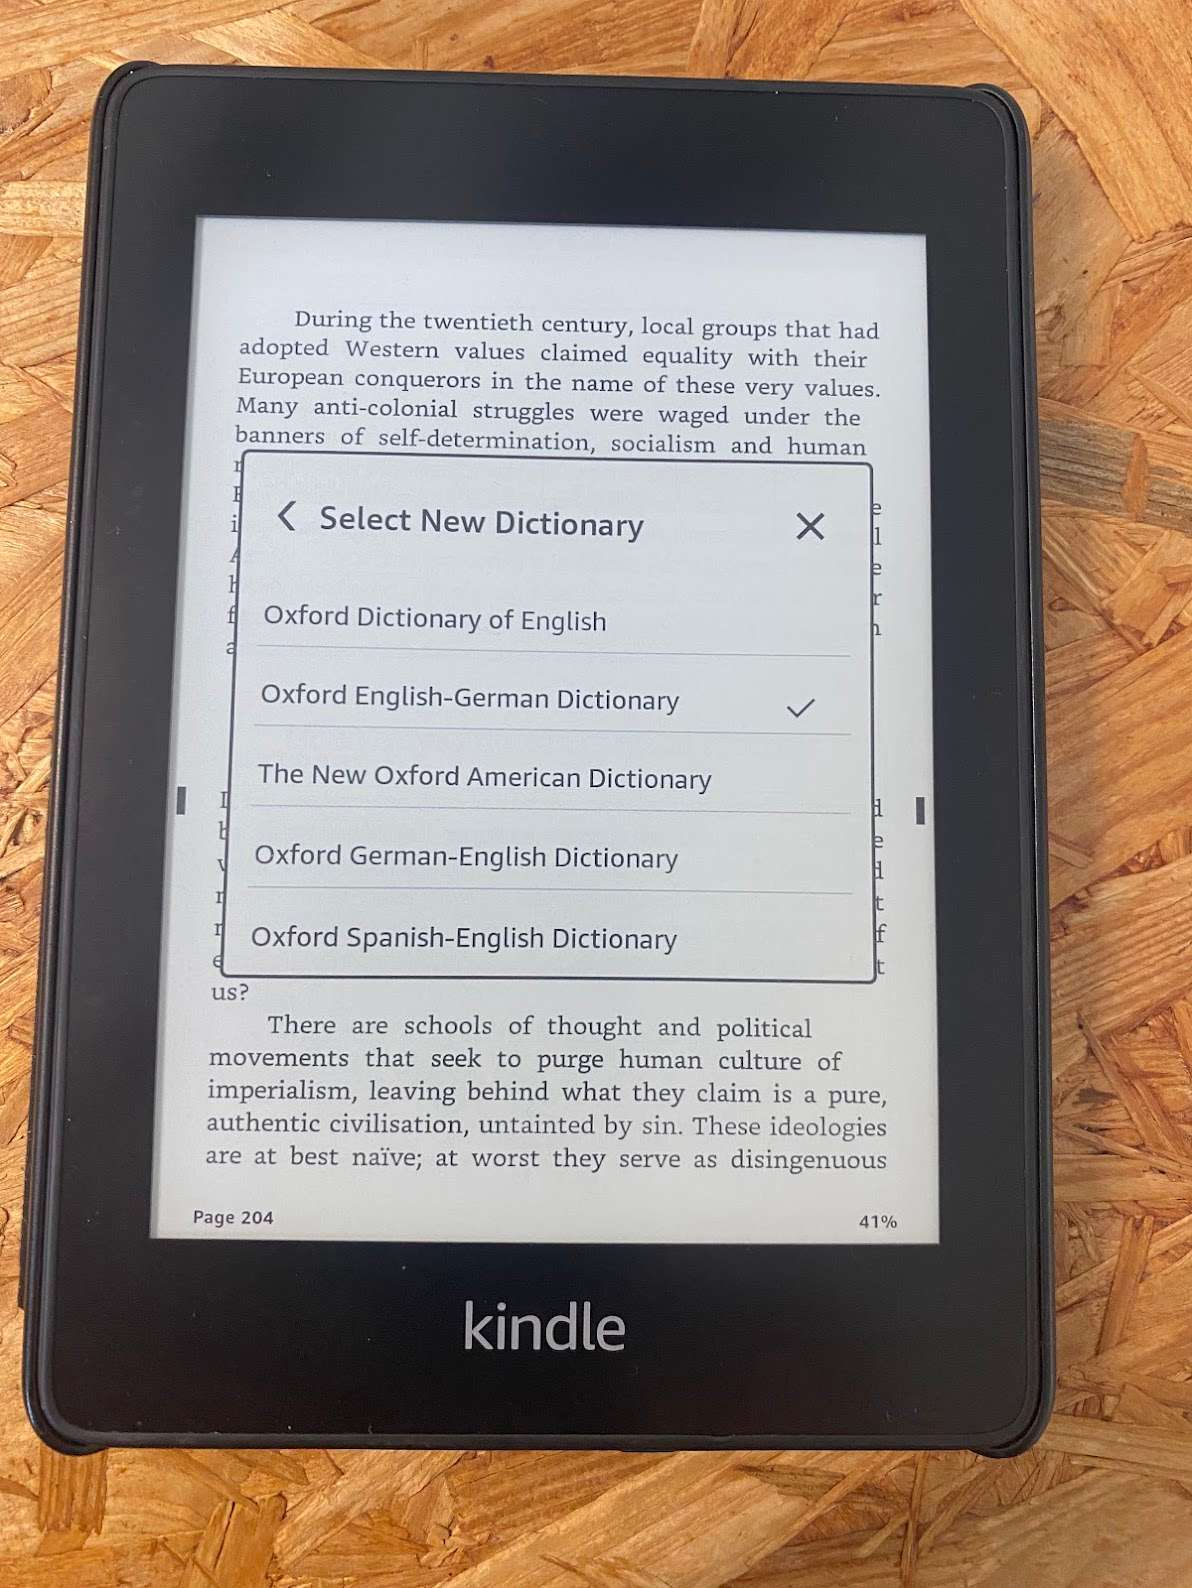 During the twentieth century, local groups that had
adopted Western values claimed equality with their
European conquerors in the name of these very values.
Many anti-colonial struggles were waged under the
banners of self-determination, socialism and human
Select New Dictionary
Oxford Dictionary of English
Oxford English-German Dictionary
The New Oxford American Dictionary
Oxford German-English Dictionary
Oxford Spanish-English Dictionary
us?
There are schools of thought and political
movements that seek to purge human culture of
imperialism, leaving behind what they claim is a pure,
authentic civilisation, untainted by sin. These ideologies
are at best naïve; at worst they serve as disingenuous
Page 204 41%
kindle